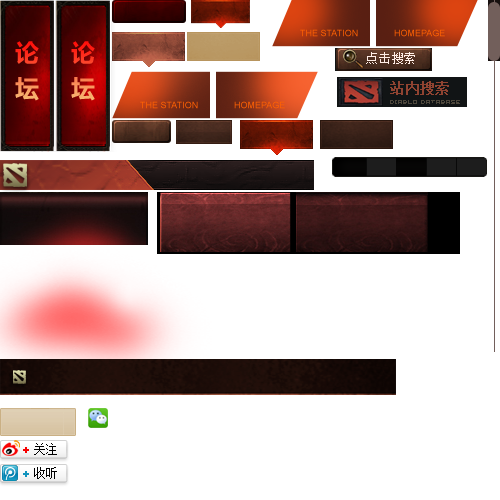 论坛
论坛
THE STATION
HOMEPAGE
点击搜索
站内搜索
DIABLO DATABASE
THE STATION
HOMEPAGE
+ 关注
+ 收听